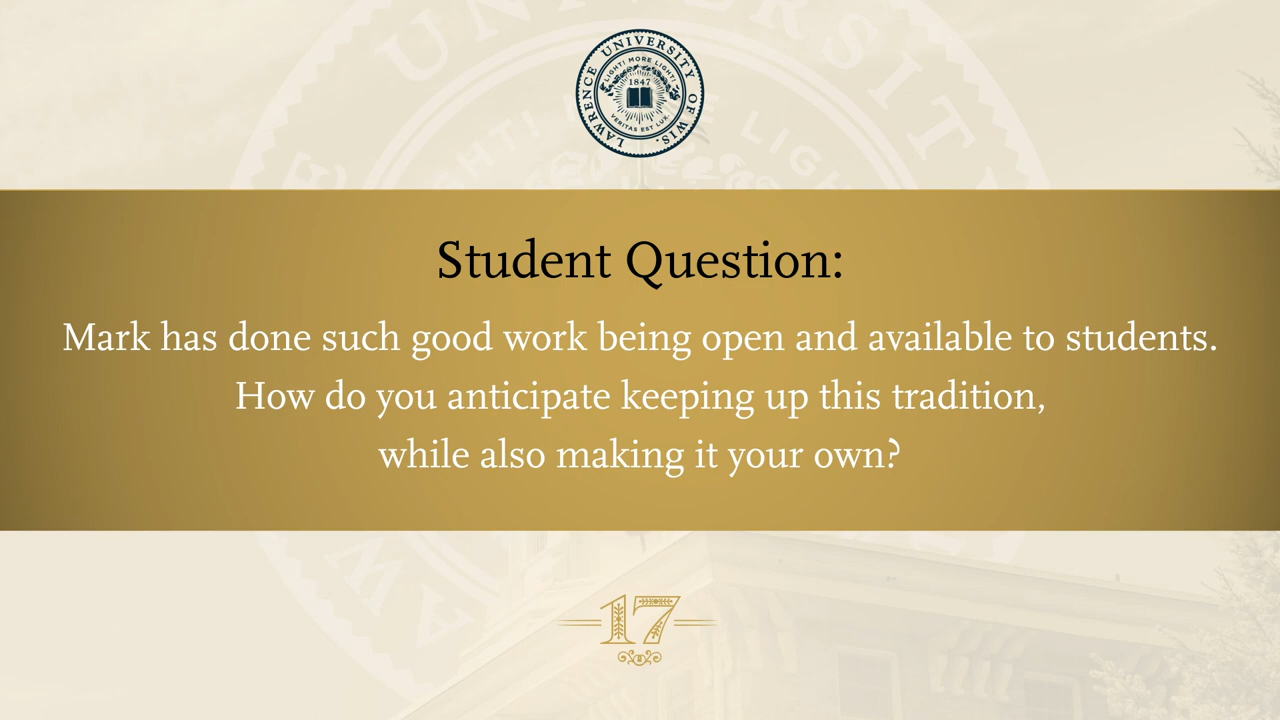 LAWRENCE UNIVERSITY OF WIS.
LIGHT! MORE LIGHT!
1847
VERITAS EST LUX.
Student Question:
Mark has done such good work being open and available to students.
How do you anticipate keeping up this tradition,
while also making it your own?
17